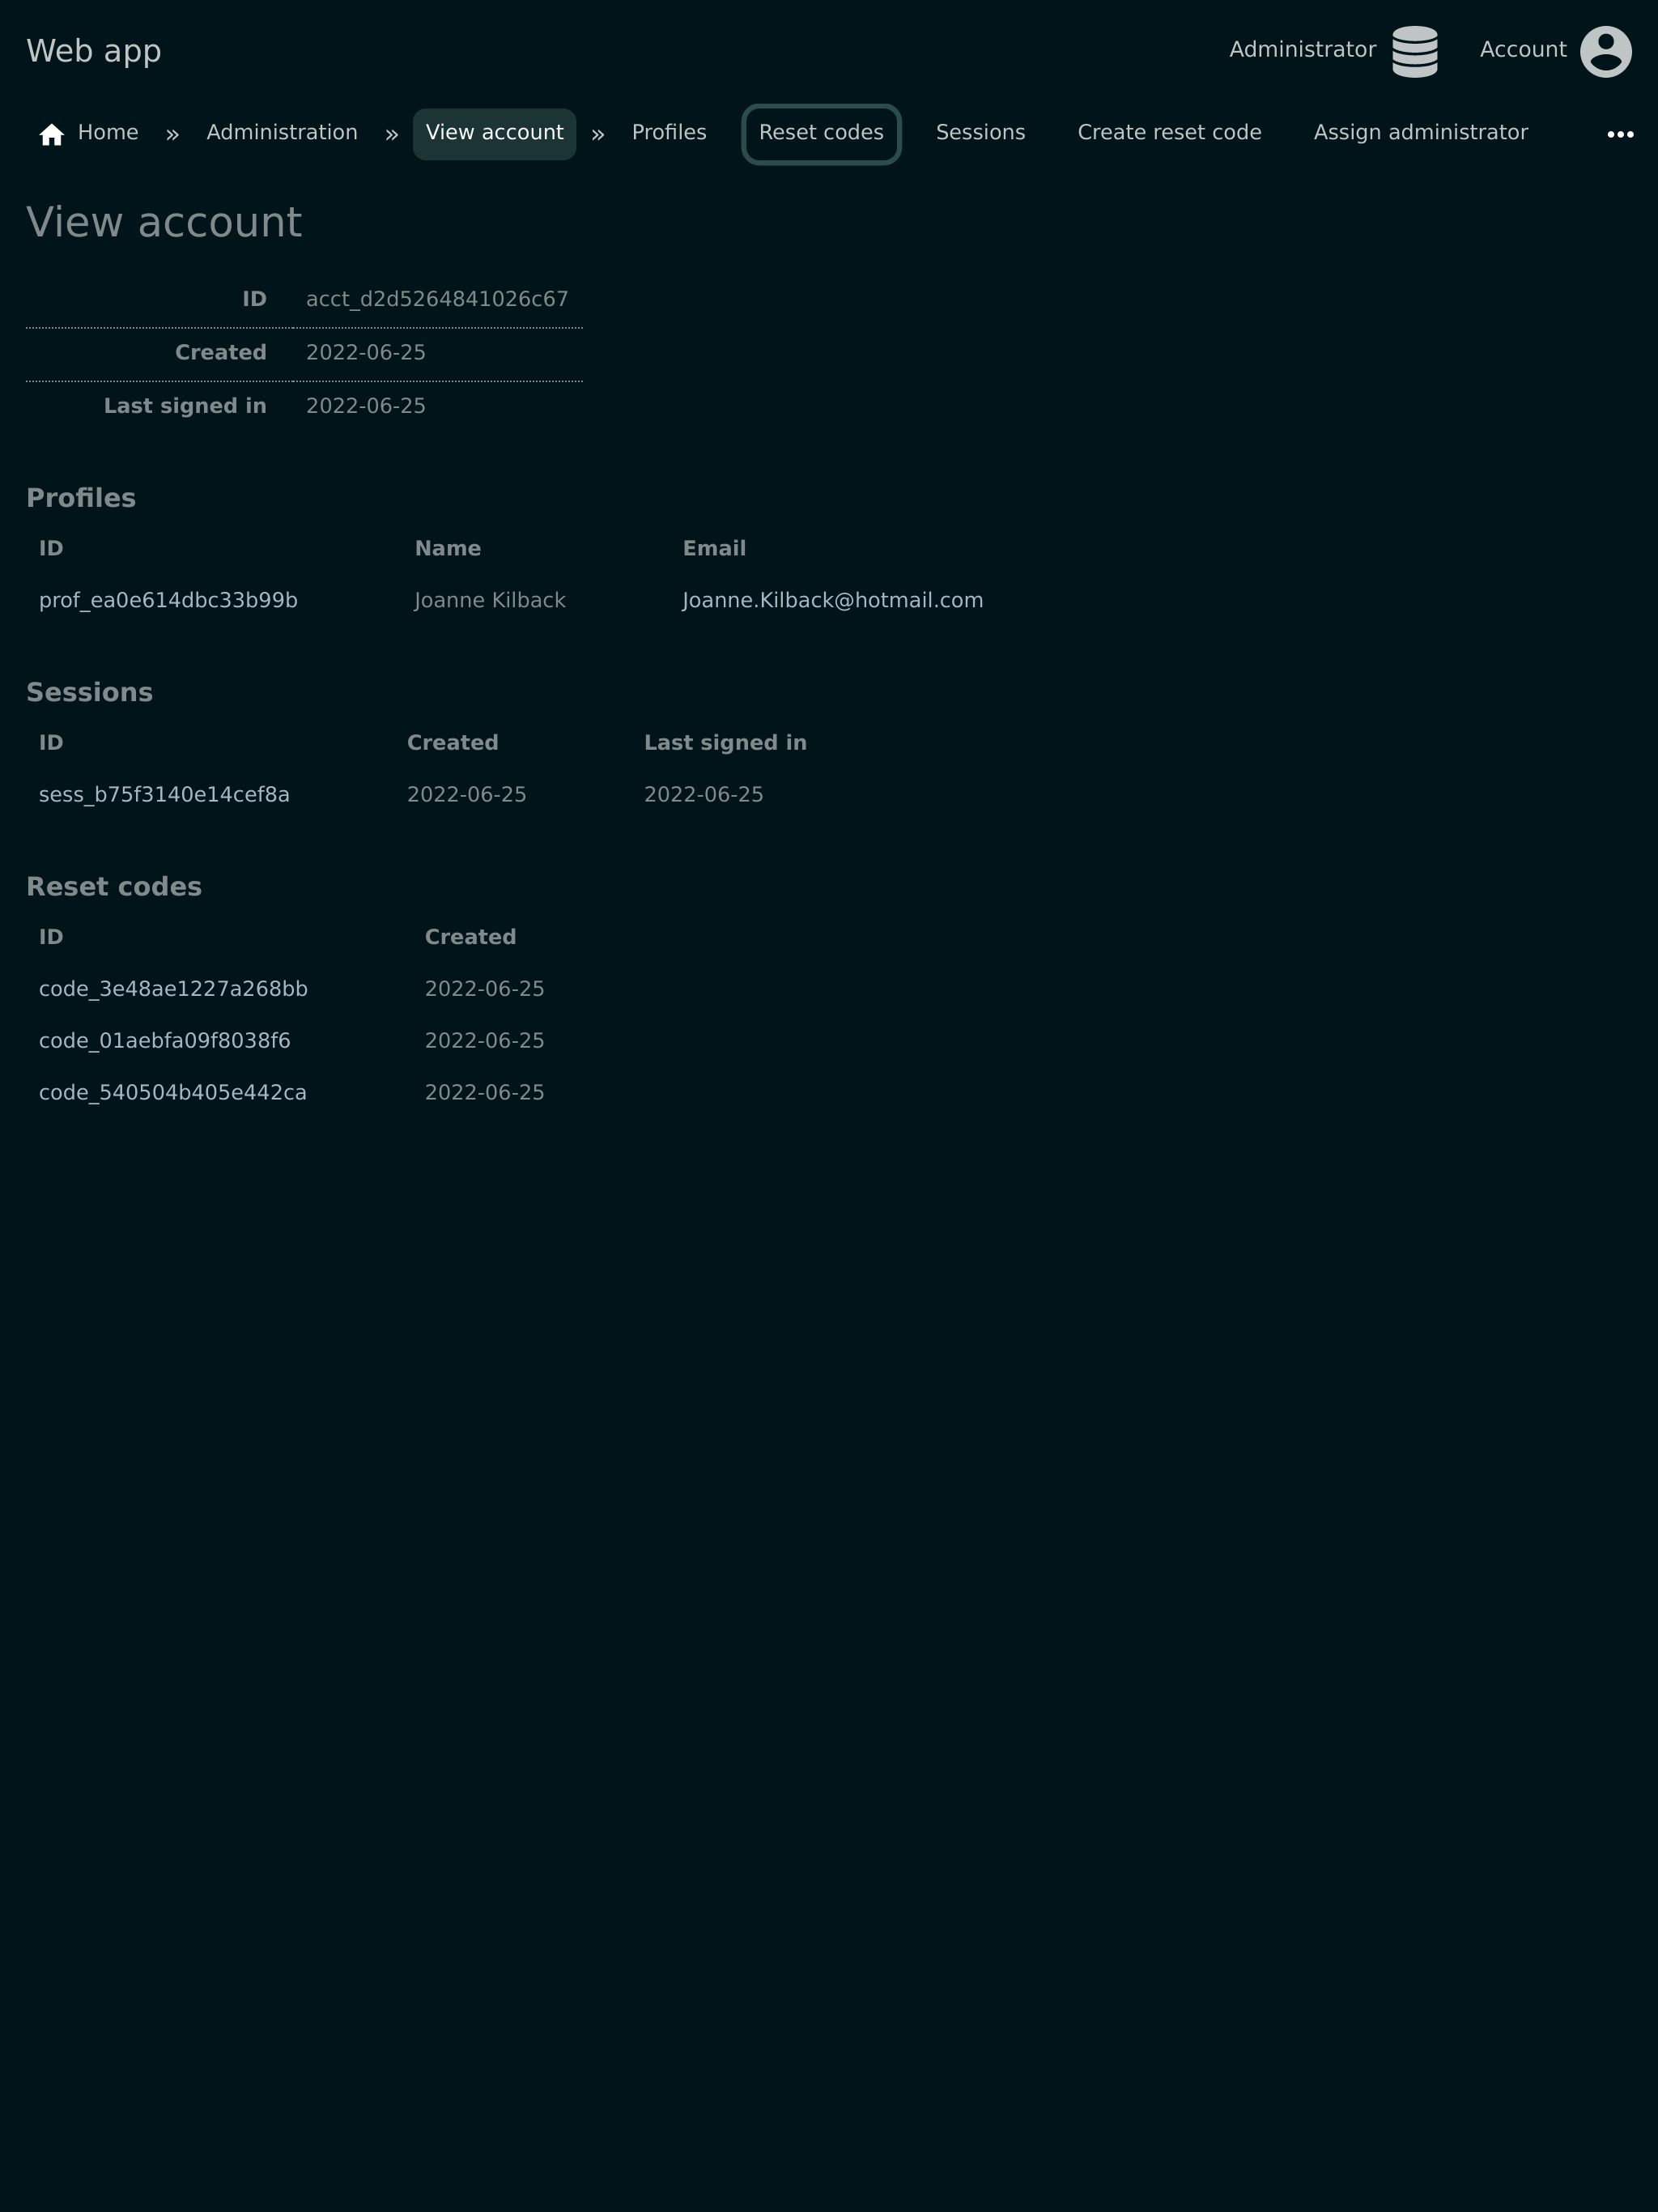 Web app
Administrator
Account
Home » Administration » View account » Profiles Reset codes Sessions Create reset code Assign administrator
View account
ID acct_d2d5264841026c67
Created 2022-06-25
Last signed in 2022-06-25
Profiles
ID Name Email
prof_ea0e614dbc33b99b Joanne Kilback Joanne.Kilback@hotmail.com
Sessions
ID Created Last signed in
sess_b75f3140e14cef8a 2022-06-25 2022-06-25
Reset codes
ID Created
code_3e48ae1227a268bb 2022-06-25
code_01aebfa09f8038f6 2022-06-25
code_540504b405e442ca 2022-06-25